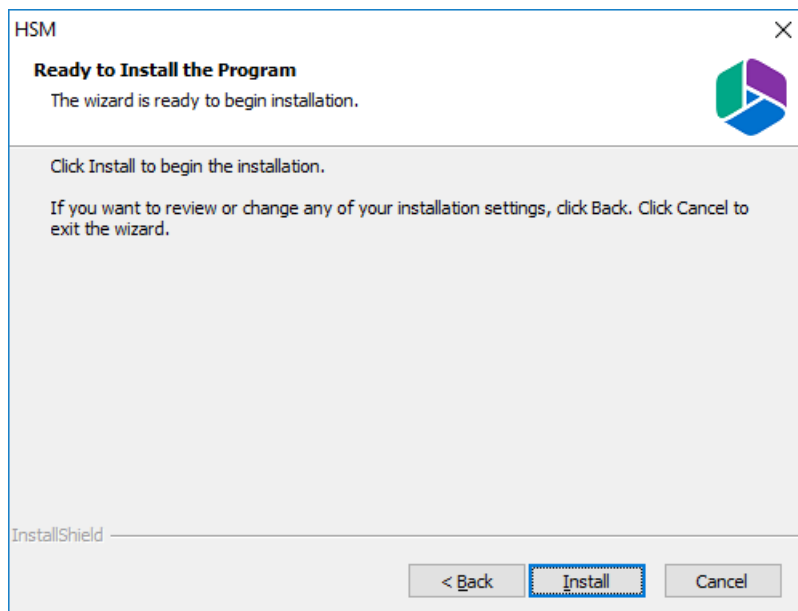 HSM
Ready to Install the Program
The wizard is ready to begin installation.
Click Install to begin the installation.
If you want to review or change any of your installation settings, click Back. Click Cancel to
exit the wizard.
InstallShield
< Back Install Cancel